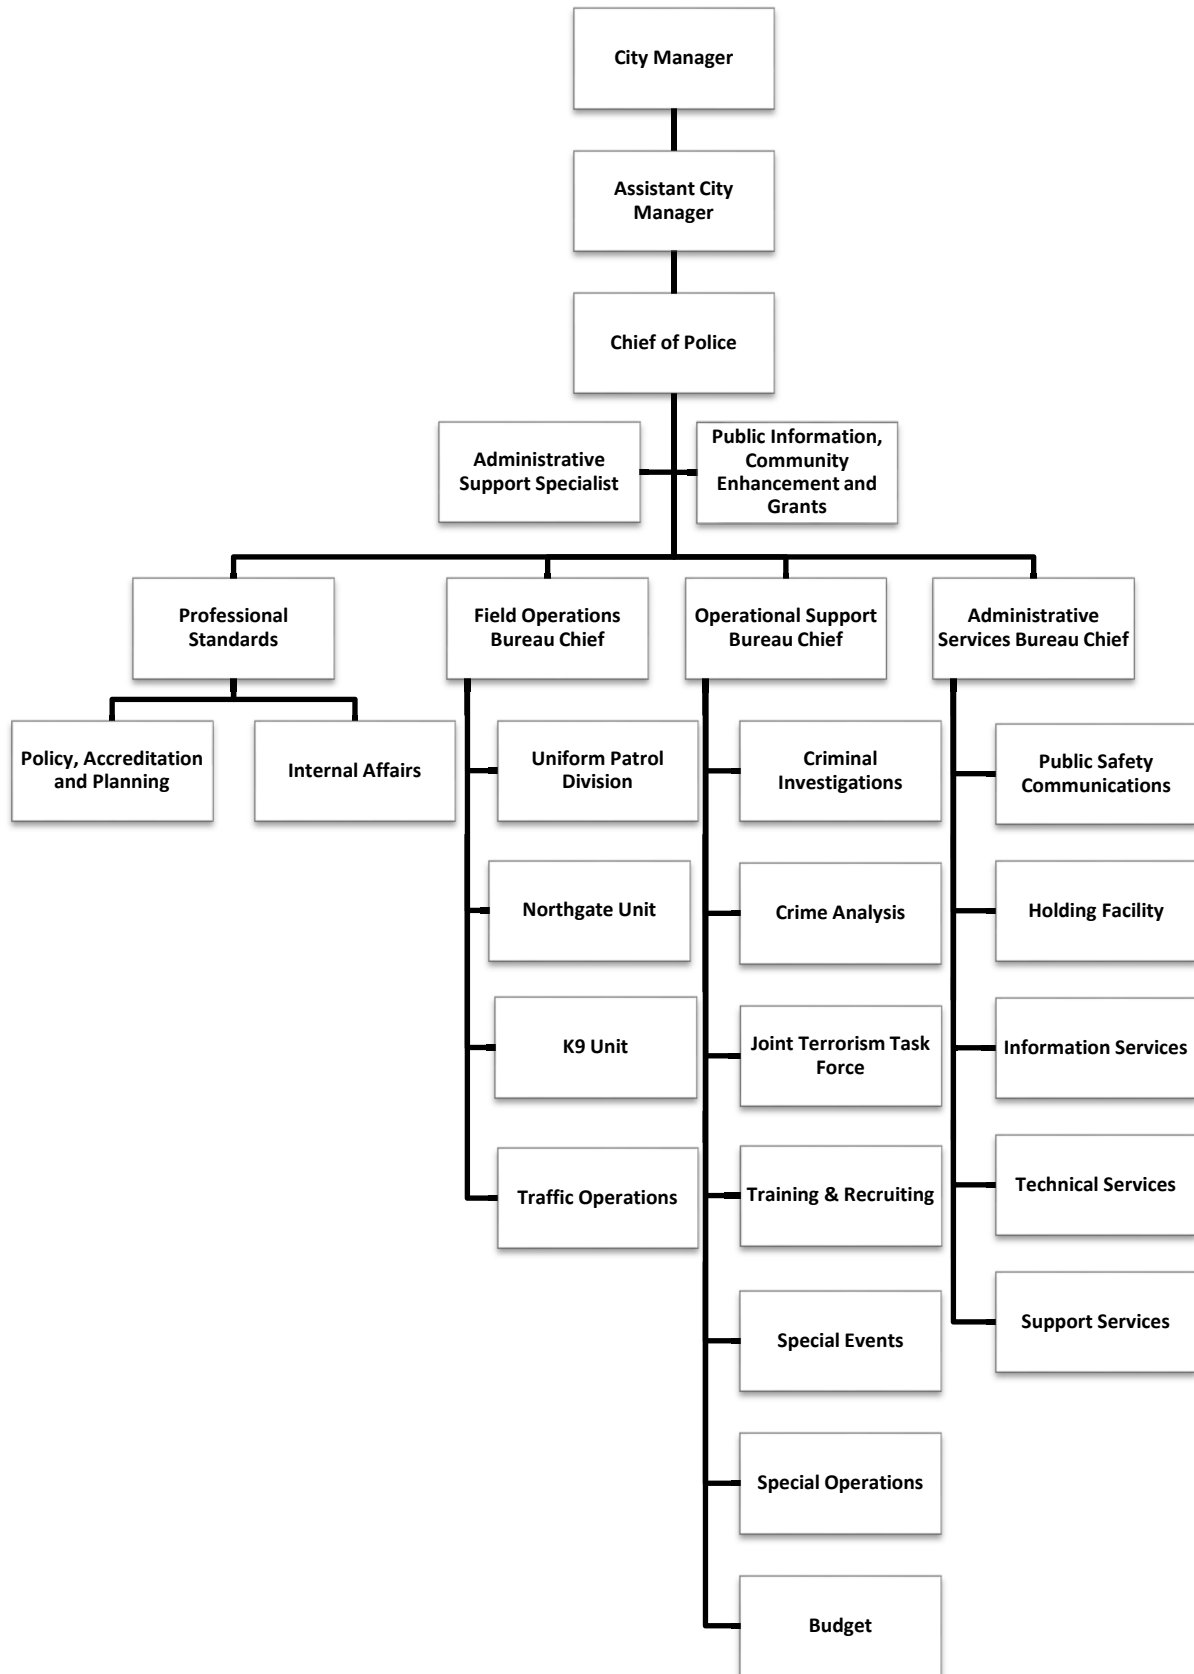 City Manager
Assistant City
Manager
Chief of Police
Administrative
Support Specialist
Public Information,
Community
Enhancement and
Grants
Professional
Standards
Field Operations
Bureau Chief
Operational Support
Bureau Chief
Administrative
Services Bureau Chief
Policy, Accreditation
and Planning
Internal Affairs
Uniform Patrol
Division
Northgate Unit
K9 Unit
Traffic Operations
Criminal
Investigations
Crime Analysis
Joint Terrorism Task
Force
Training & Recruiting
Special Events
Special Operations
Budget
Public Safety
Communications
Holding Facility
Information Services
Technical Services
Support Services